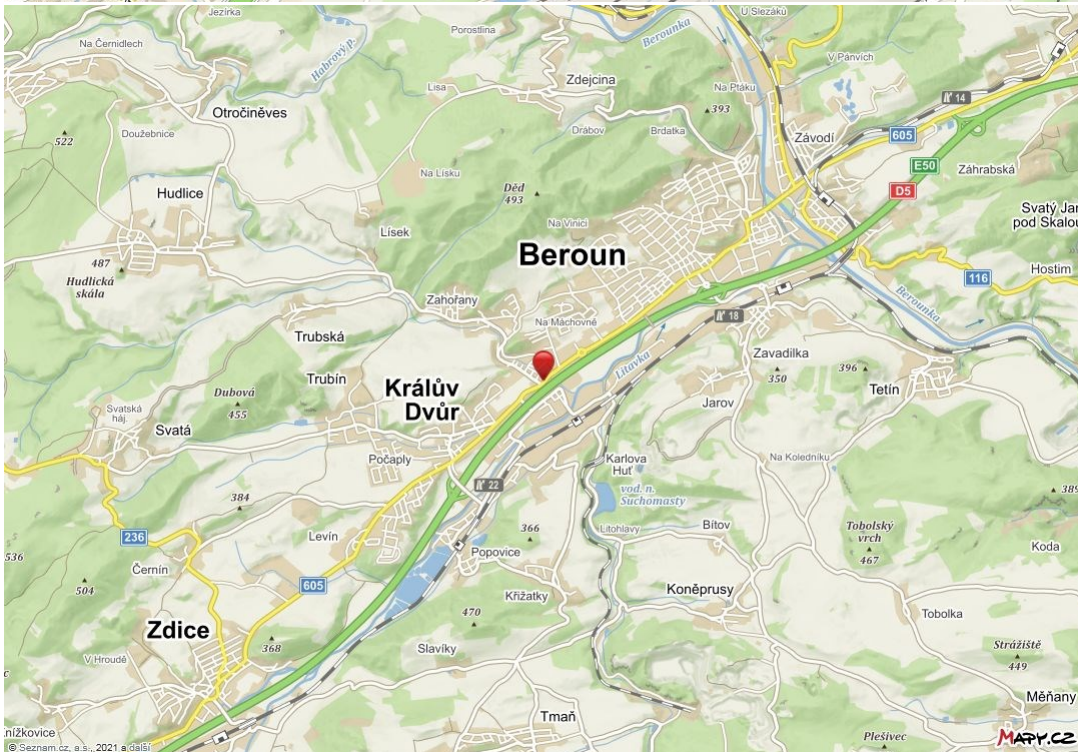 Jezírka
Porostlina
Berounka
U Slezáků
Na Černidlech
Habrový p.
V Pánvích
Zdejcina
Lisa
Na Ptáku
Otročiněves
393
14
Doubženice
Drábov
Brdatka
Závodí
605
522
Na Lísku
E50
Záhrabská
Hudlice
Děd
493
D5
Svatý Jan
pod Skalou
Na Vinici
Lísek
Beroun
487
Hudlická
skála
Hostim
116
Zahořany
Berounka
Na Máchovně
18
Trubská
Litavka
Zavadilka
350
396
Trubín
Králův
Dvůr
Tetín
Dubová
455
Jarov
Svatská
háj.
Svatá
Počaply
Karlova
Huť
Na Koledníku
22
vod. n.
Suchomasty
389
384
Litohlavy
Bítov
Tobolský
vrch
467
236
Levín
366
Koda
536
Popovice
Černín
504
605
Křižatky
Koněprusy
470
Tobolka
Zdice
368
Slavíky
Strážiště
449
V Hroudě
Měňany
Tmaň
Knížkovice
Plešivec
© Seznam.cz, a.s., 2021 a další
MAPY.CZ